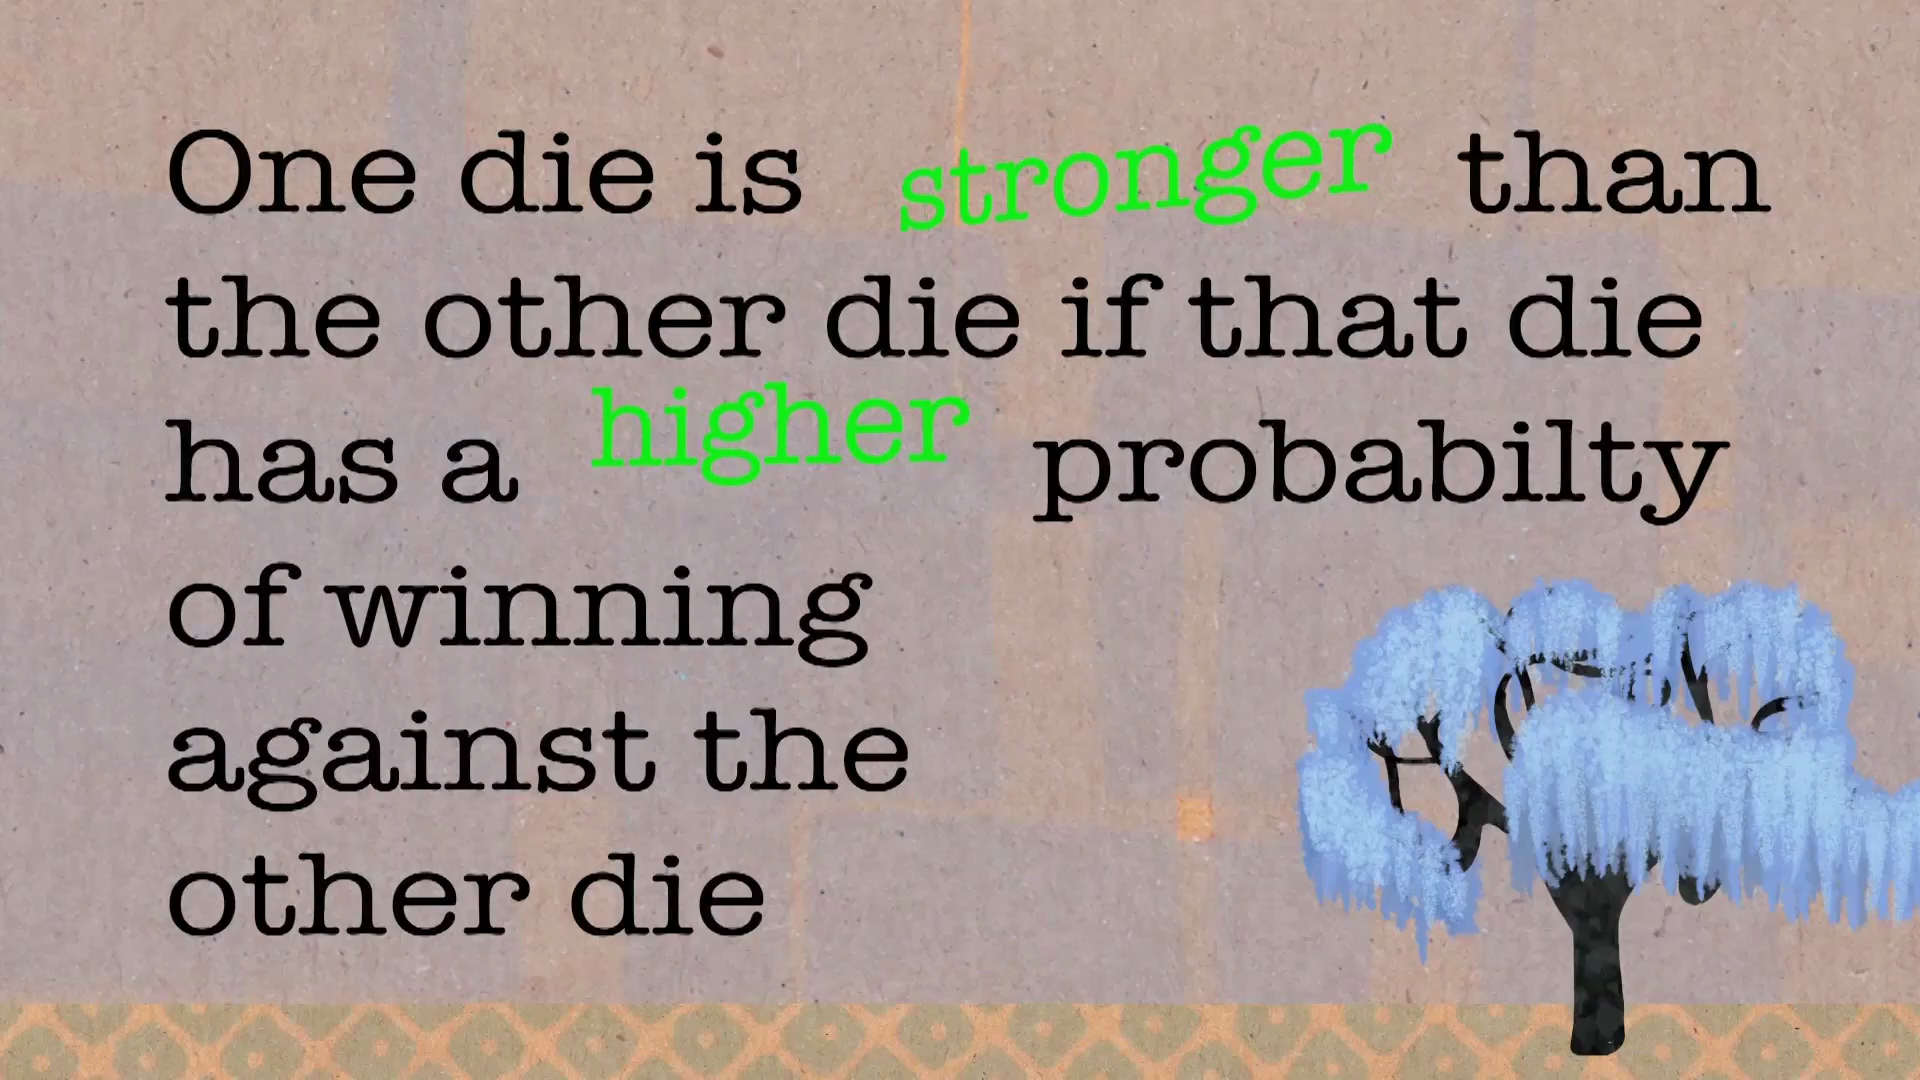 One die is stronger than
the other die if that die
has a higher probabilty
of winning
against the
other die